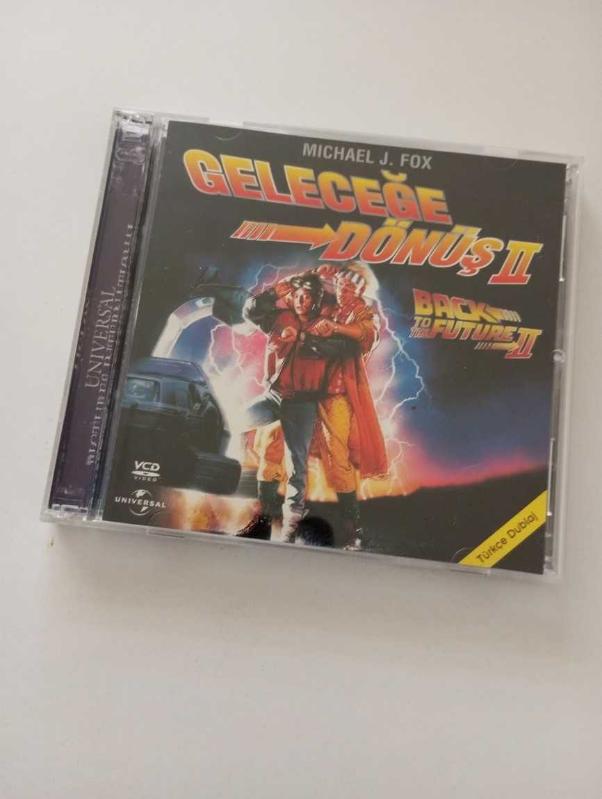 MICHAEL J. FOX
GELECEĞE
DÖNÜŞ II
BACK
TO THE
FUTURE
II
VCD
VIDEO
UNIVERSAL
Türkçe Dublaj
UNIVERSAL